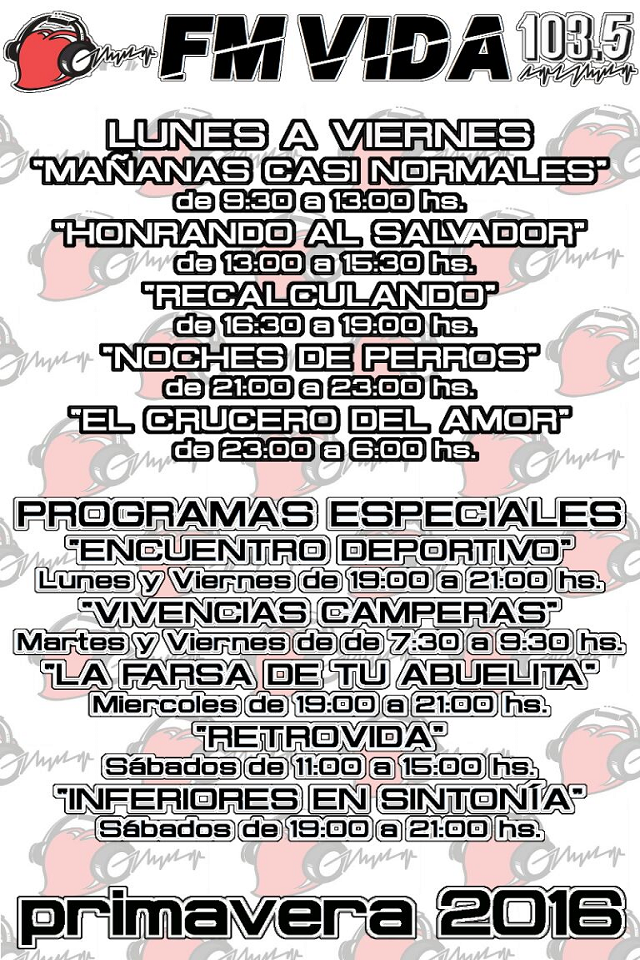 FM VIDA 103.5
LUNES A VIERNES
"MAÑANAS CASI NORMALES"
de 9:30 a 13:00 hs.
"HONRANDO AL SALVADOR"
de 13:00 a 15:30 hs.
"RECALCULANDO"
de 16:30 a 19:00 hs.
"NOCHES DE PERROS"
de 21:00 a 23:00 hs.
"EL CRUCERO DEL AMOR"
de 23:00 a 6:00 hs.
PROGRAMAS ESPECIALES
"ENCUENTRO DEPORTIVO"
Lunes y Viernes de 19:00 a 21:00 hs.
"VIVENCIAS CAMPERAS"
Martes y Viernes de de 7:30 a 9:30 hs.
"LA FARSA DE TU ABUELITA"
Miercoles de 19:00 a 21:00 hs.
"RETROVIDA"
Sábados de 11:00 a 15:00 hs.
"INFERIORES EN SINTONÍA"
Sábados de 19:00 a 21:00 hs.
primavera 2016